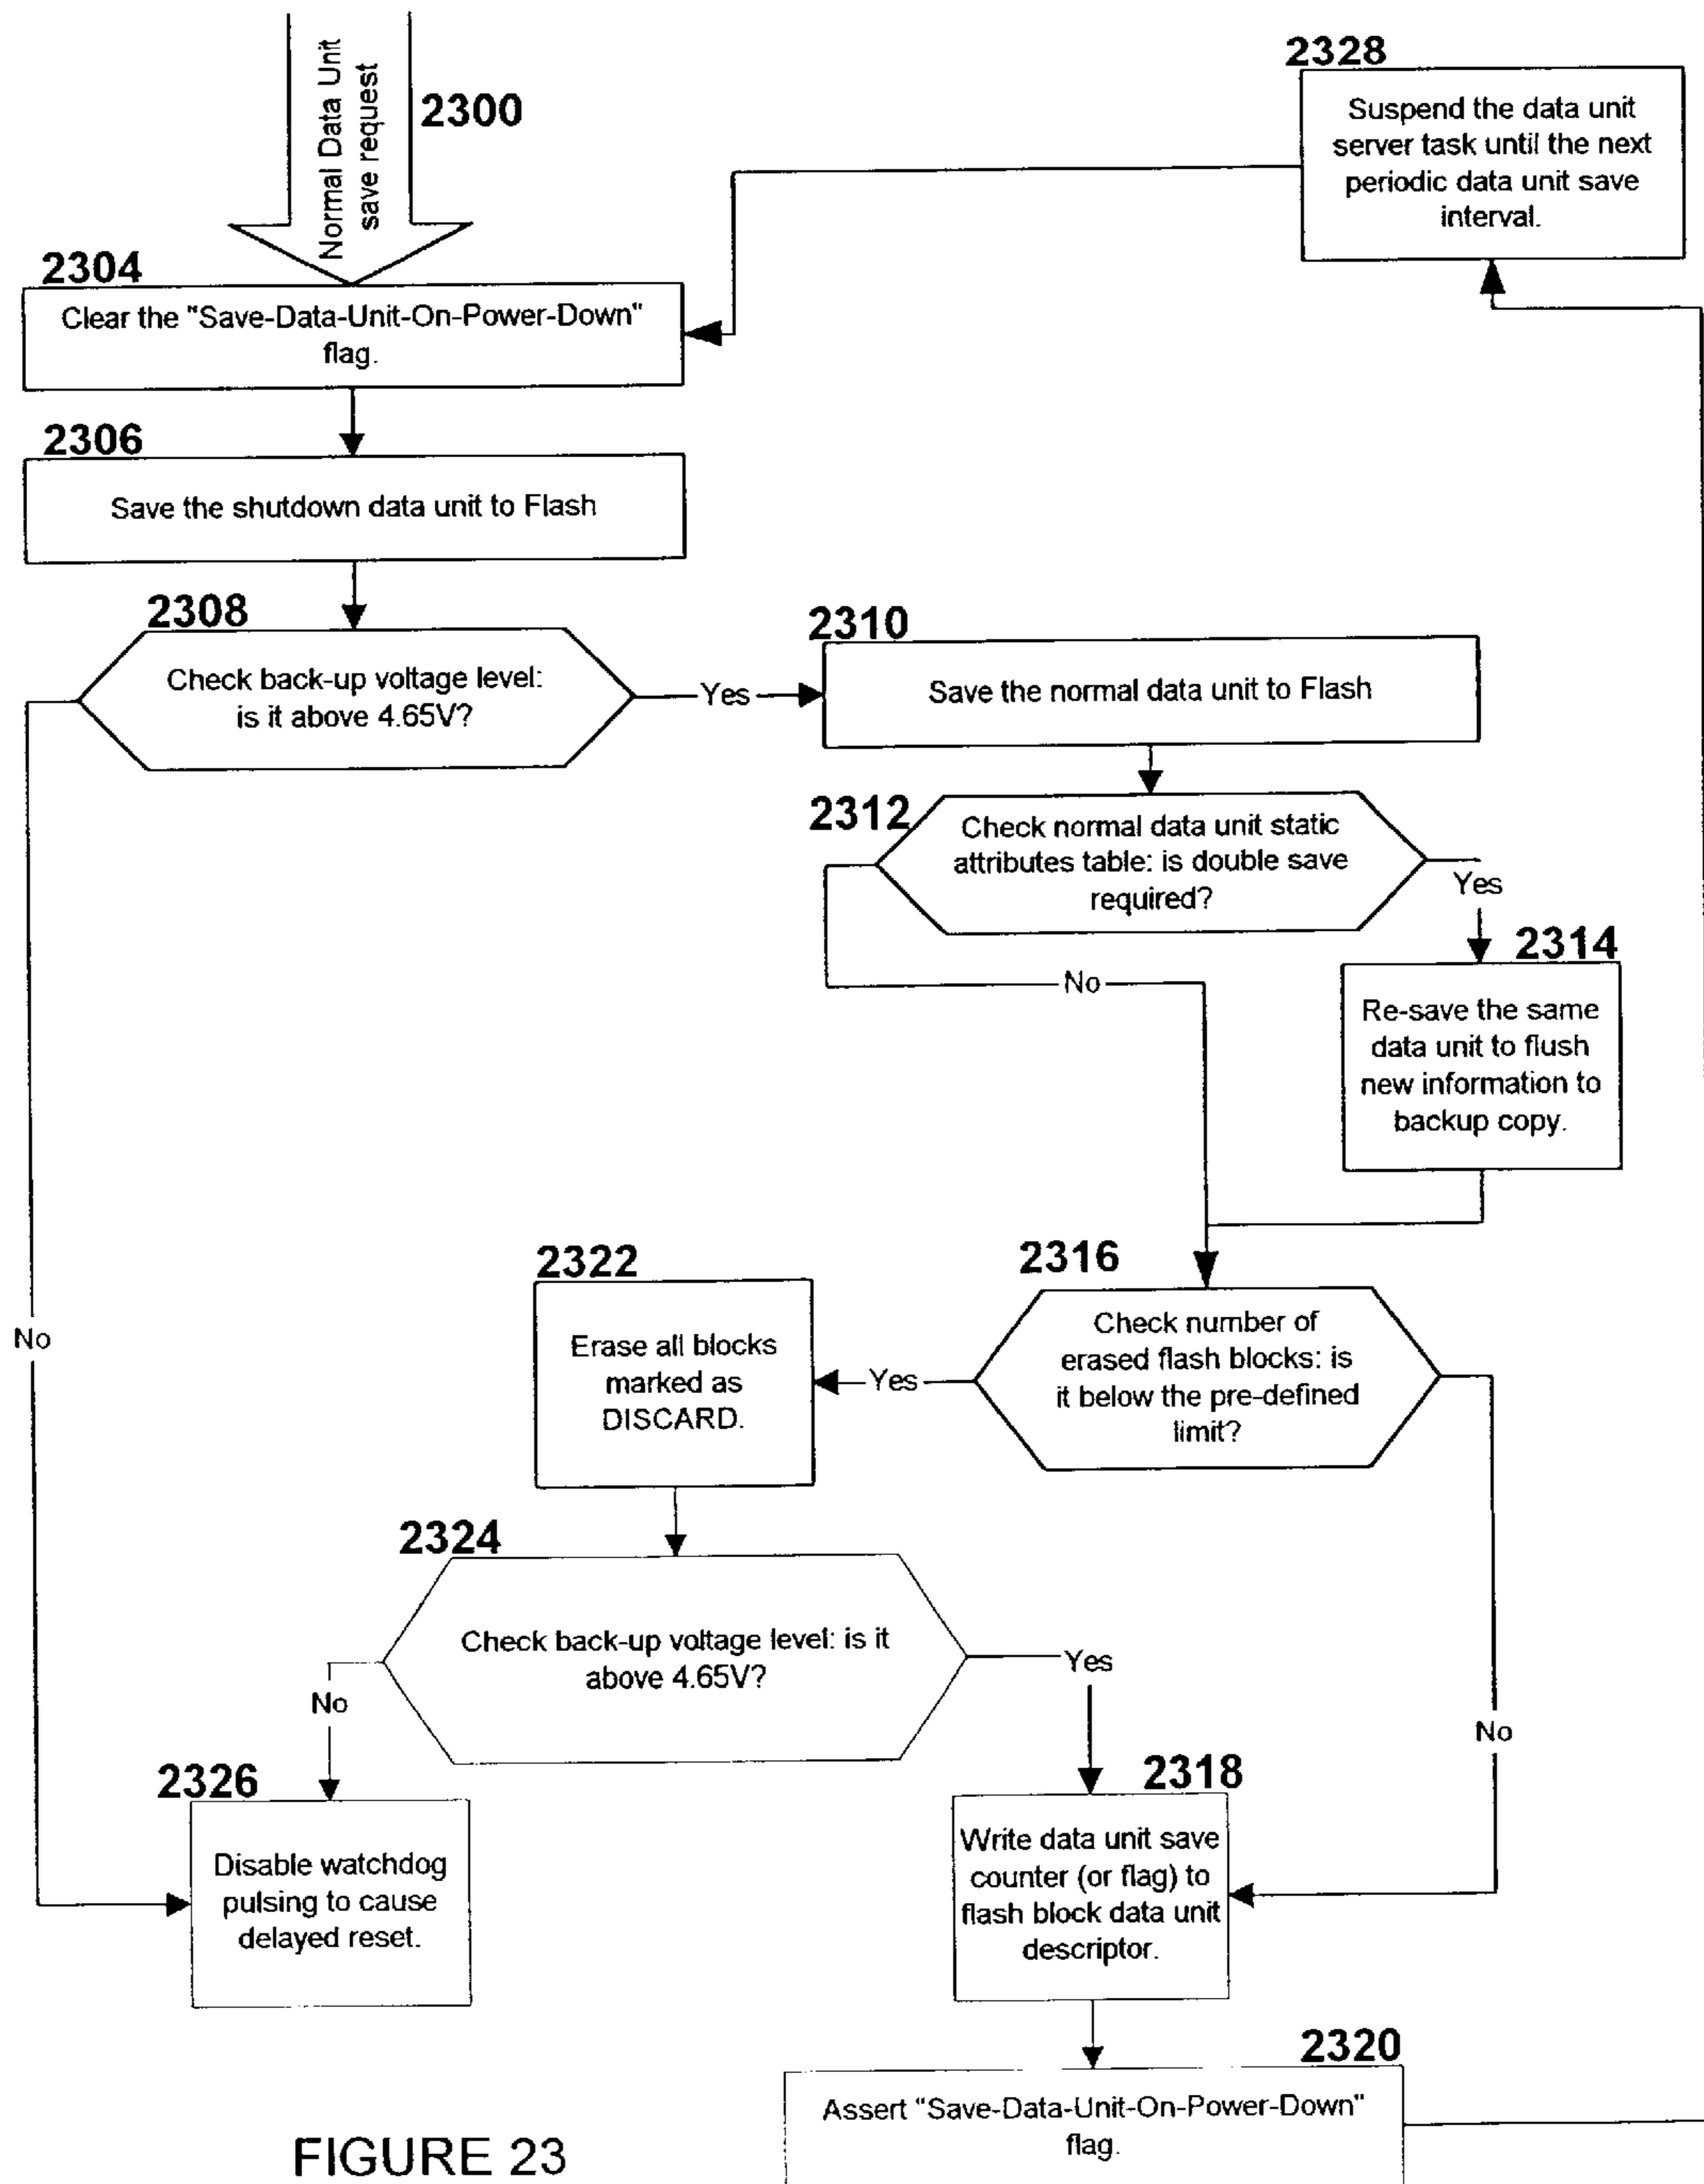 Normal Data Unit
save request
2300
2328
Suspend the data unit
server task until the next
periodic data unit save
interval.
2304
Clear the "Save-Data-Unit-On-Power-Down"
flag.
2306
Save the shutdown data unit to Flash
2308
Check back-up voltage level:
is it above 4.65V?
Yes
No
2310
Save the normal data unit to Flash
2312
Check normal data unit static
attributes table: is double save
required?
Yes
No
2314
Re-save the same
data unit to flush
new information to
backup copy.
2316
Check number of
erased flash blocks: is
it below the pre-defined
limit?
Yes
No
2322
Erase all blocks
marked as
DISCARD.
2324
Check back-up voltage level: is it
above 4.65V?
Yes
No
2326
Disable watchdog
pulsing to cause
delayed reset.
2318
Write data unit save
counter (or flag) to
flash block data unit
descriptor.
2320
Assert "Save-Data-Unit-On-Power-Down"
flag.
FIGURE 23